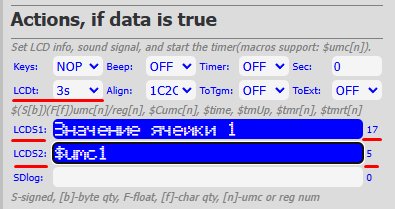 Actions, if data is true
Set LCD info, sound signal, and start the timer(macros support: $umc[n]).
Keys: NOP Beep: OFF Timer: OFF Sec: 0
LCDt: 3s Align: 1C2C ToTgm: OFF ToExt: OFF
$(S[b])(F[f])umc[n]/reg[n], $Cumc[n], $time, $tmUp, $tmr[n], $tmrt[n]
LCDS1: Значение ячейки 1 17
LCDS2: $umc1 5
SDlog: 0
S-signed, [b]-byte qty, F-float, [f]-char qty, [n]-umc or reg num